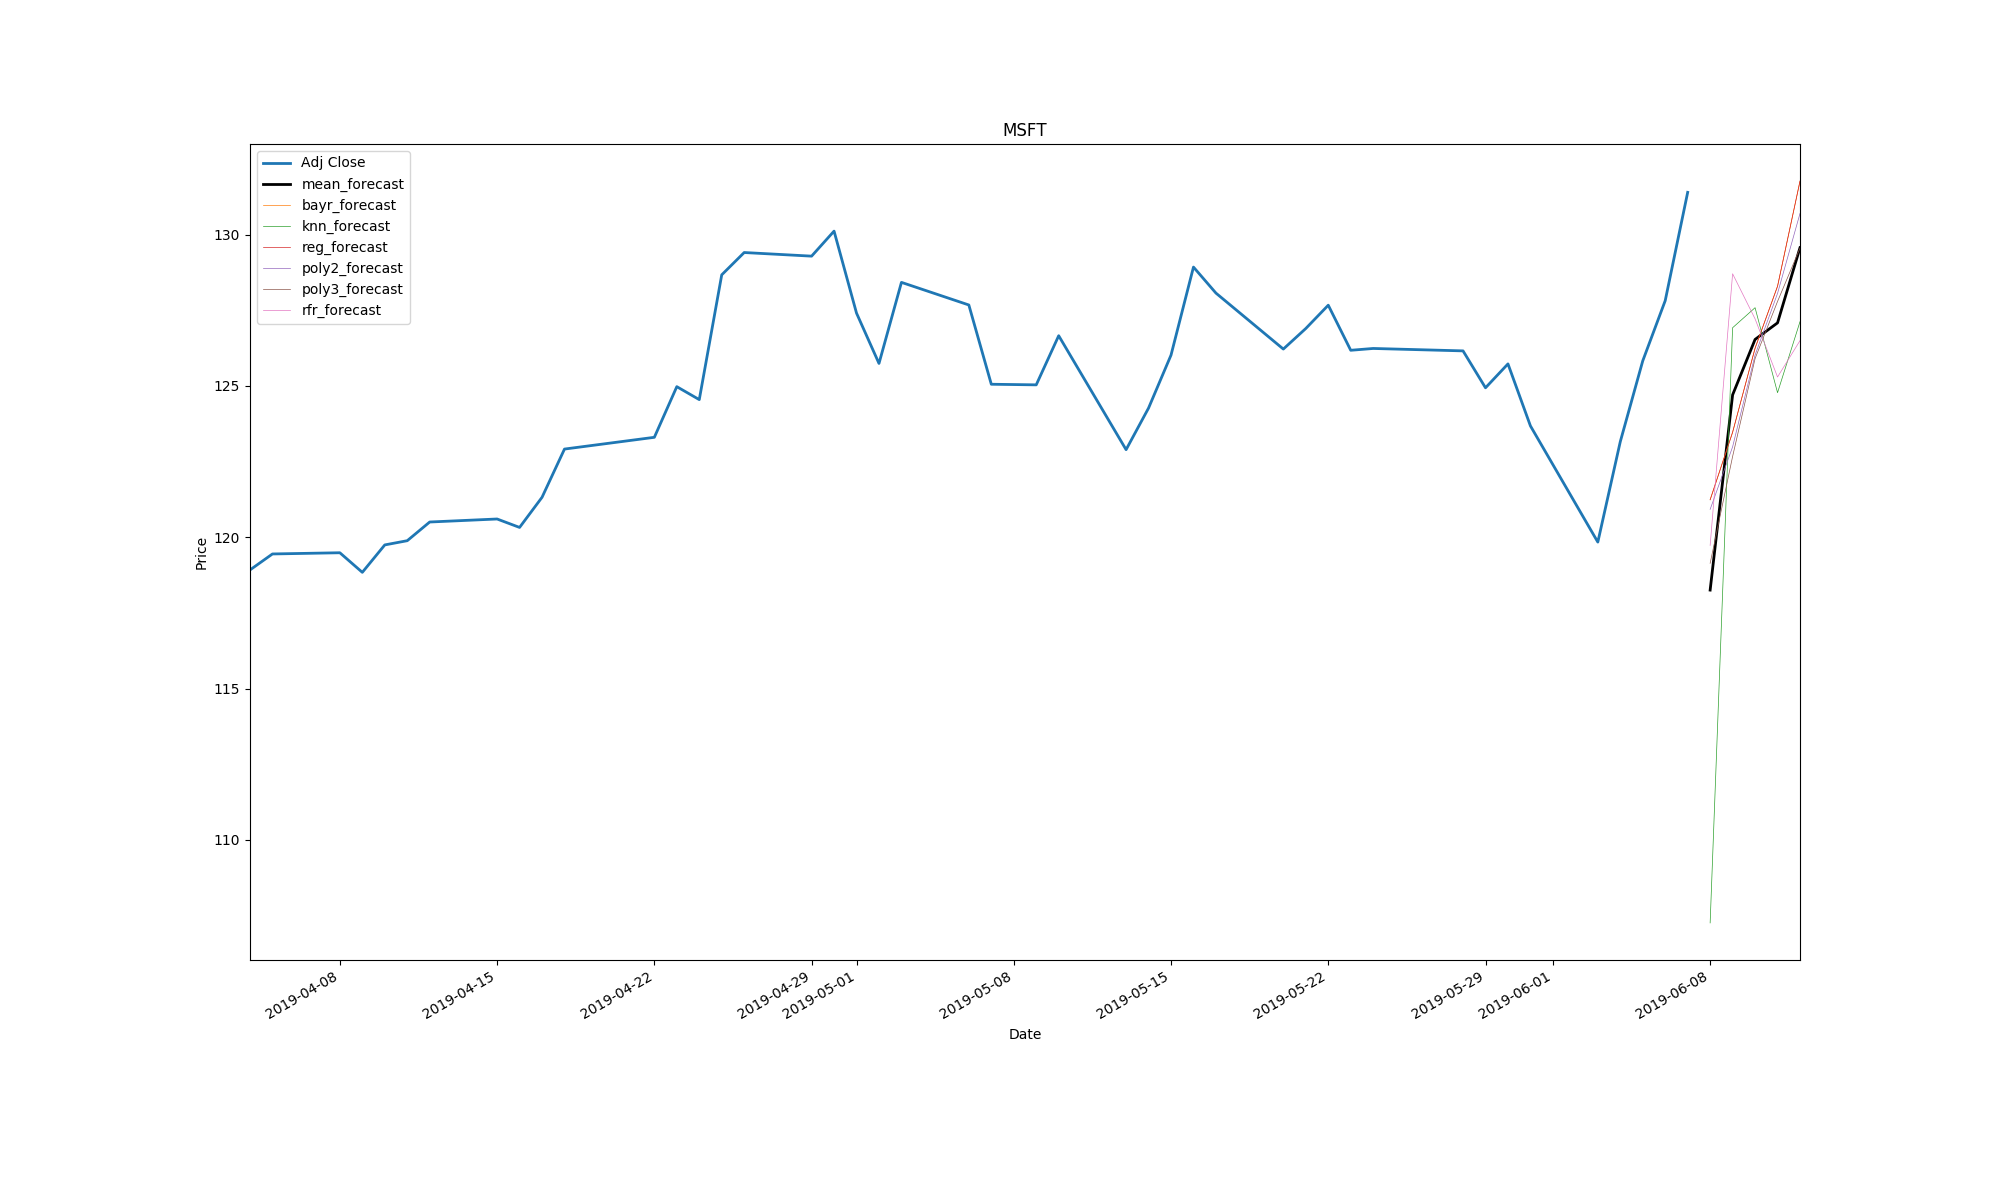 MSFT
Adj Close
mean_forecast
bayr_forecast
knn_forecast
reg_forecast
poly2_forecast
poly3_forecast
rfr_forecast
130
125
120
115
110
Price
2019-04-08
2019-04-15
2019-04-22
2019-04-29
2019-05-01
2019-05-08
2019-05-15
2019-05-22
2019-05-29
2019-06-01
2019-06-08
Date